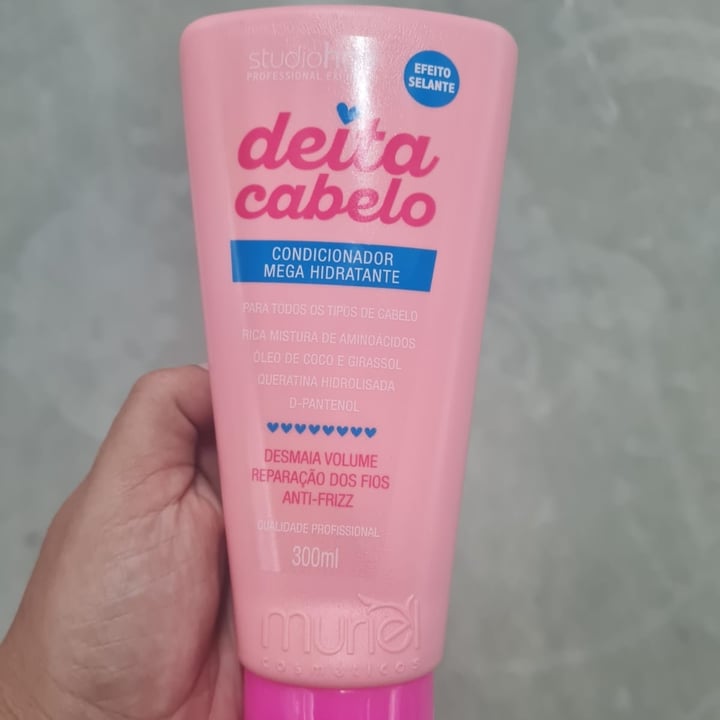 studio
PROFESSIONAL
EFEITO
SELANTE
deita
cabelo
CONDICIONADOR
MEGA HIDRATANTE
PARA TODOS OS TIPOS DE CABELO
RICA MISTURA DE AMINOÁCIDOS
ÓLEO DE COCO E GIRASSOL
QUERATINA HIDROLISADA
D-PANTENOL
DESMAIA VOLUME
REPARAÇÃO DOS FIOS
ANTI-FRIZZ
QUALIDADE PROFISSIONAL
300ml
muriel
cosméticos